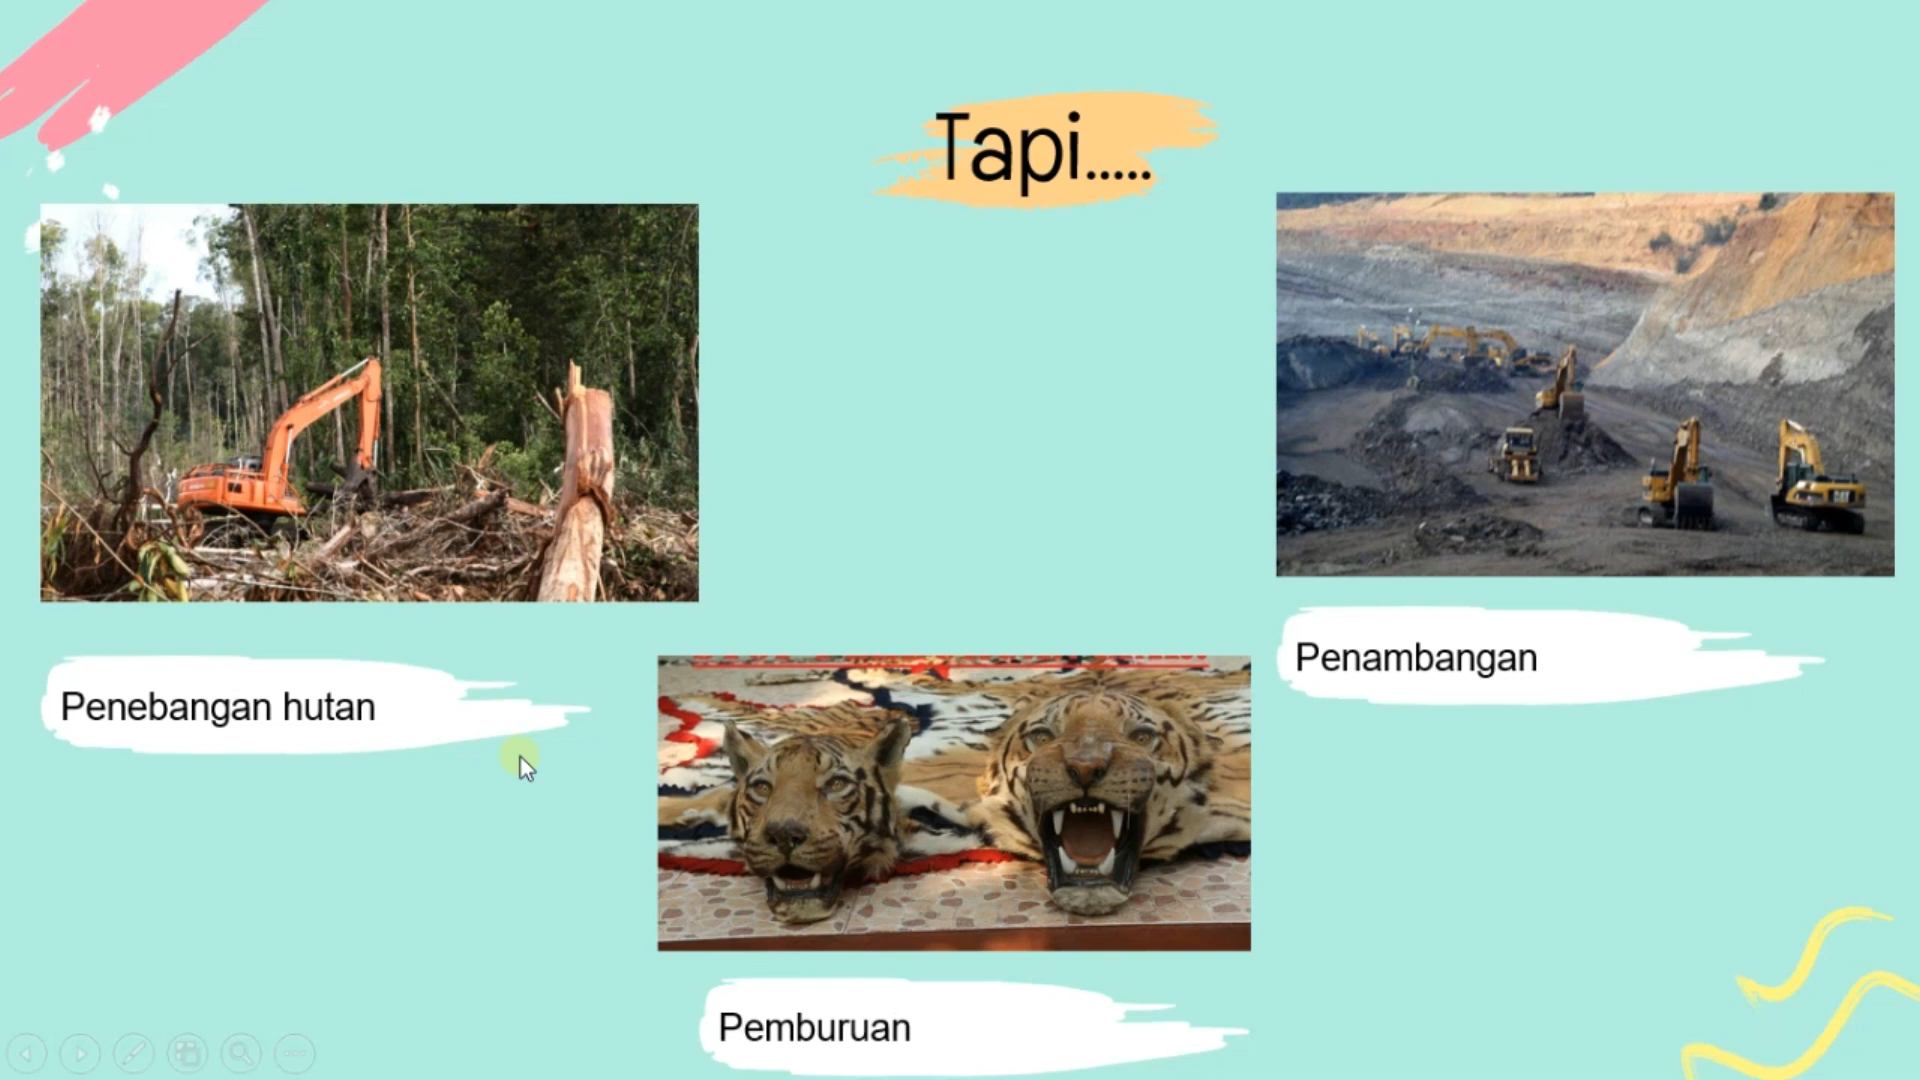 Tapi.....
Penebangan hutan
Penambangan
Pemburuan